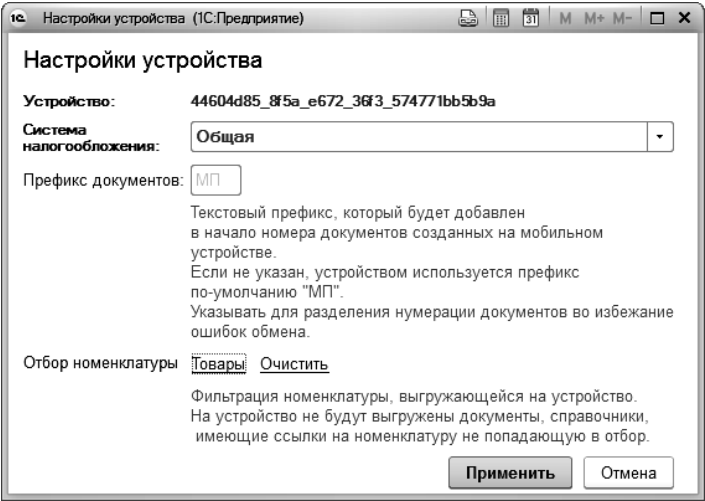 1С Настройки устройства (1С:Предприятие) 31 M M+ M-
Настройки устройства
Устройство: 44604d85_8f5a_e672_36f3_574771bb5b9a
Система
налогообложения:
Общая
Префикс документов: МП
Текстовый префикс, который будет добавлен
в начало номера документов созданных на мобильном
устройстве.
Если не указан, устройством используется префикс
по-умолчанию "МП".
Указывать для разделения нумерации документов во избежание
ошибок обмена.
Отбор номенклатуры Товары Очистить
Фильтрация номенклатуры, выгружающейся на устройство.
На устройство не будут выгружены документы, справочники,
имеющие ссылки на номенклатуру не попадающую в отбор.
Применить Отмена